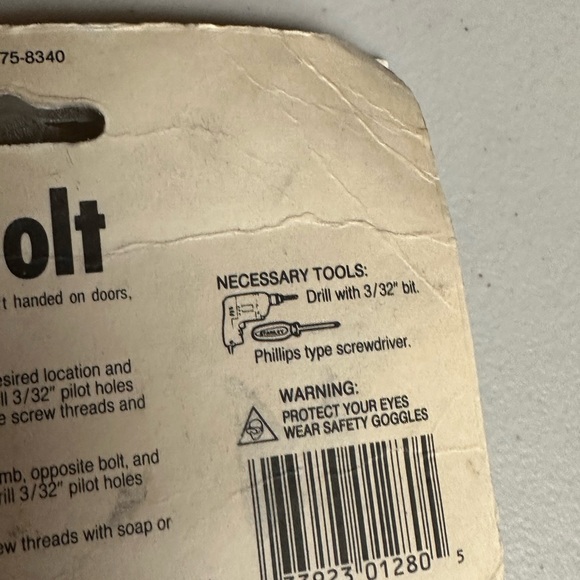 75-8340
olt
t handed on doors,
NECESSARY TOOLS:
Drill with 3/32" bit.
STANLEY
Phillips type screwdriver.
esired location and
ll 3/32" pilot holes
e screw threads and
WARNING:
PROTECT YOUR EYES
WEAR SAFETY GOGGLES
mb, opposite bolt, and
rill 3/32" pilot holes
ew threads with soap or
01280 5